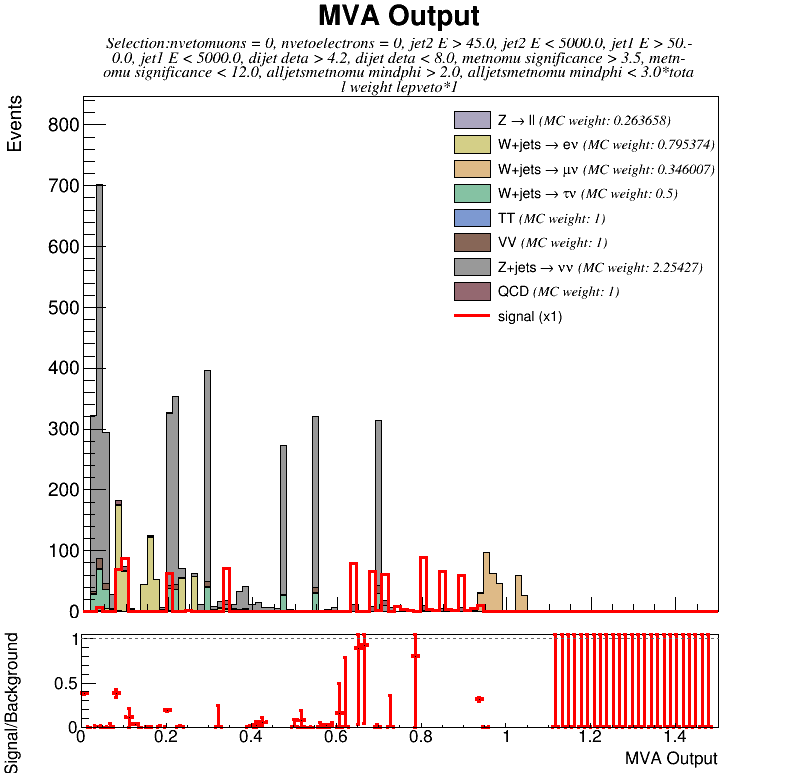 MVA Output
Selection:nvetomuons = 0, nvetoelectrons = 0, jet2 E > 45.0, jet2 E < 5000.0, jet1 E > 50.-
0.0, jet1 E < 5000.0, dijet deta > 4.2, dijet deta < 8.0, metnomu significance > 3.5, metn-
omu significance < 12.0, alljetsmetnomu mindphi > 2.0, alljetsmetnomu mindphi < 3.0*tota
l weight lepveto*1
Events
800
700
600
500
400
300
200
100
0
Z → ll (MC weight: 0.263658)
W+jets → eν (MC weight: 0.795374)
W+jets → μν (MC weight: 0.346007)
W+jets → τν (MC weight: 0.5)
TT (MC weight: 1)
VV (MC weight: 1)
Z+jets → νν (MC weight: 2.25427)
QCD (MC weight: 1)
signal (x1)
Signal/Background
1
0.5
0
0 0.2 0.4 0.6 0.8 1 1.2 1.4
MVA Output